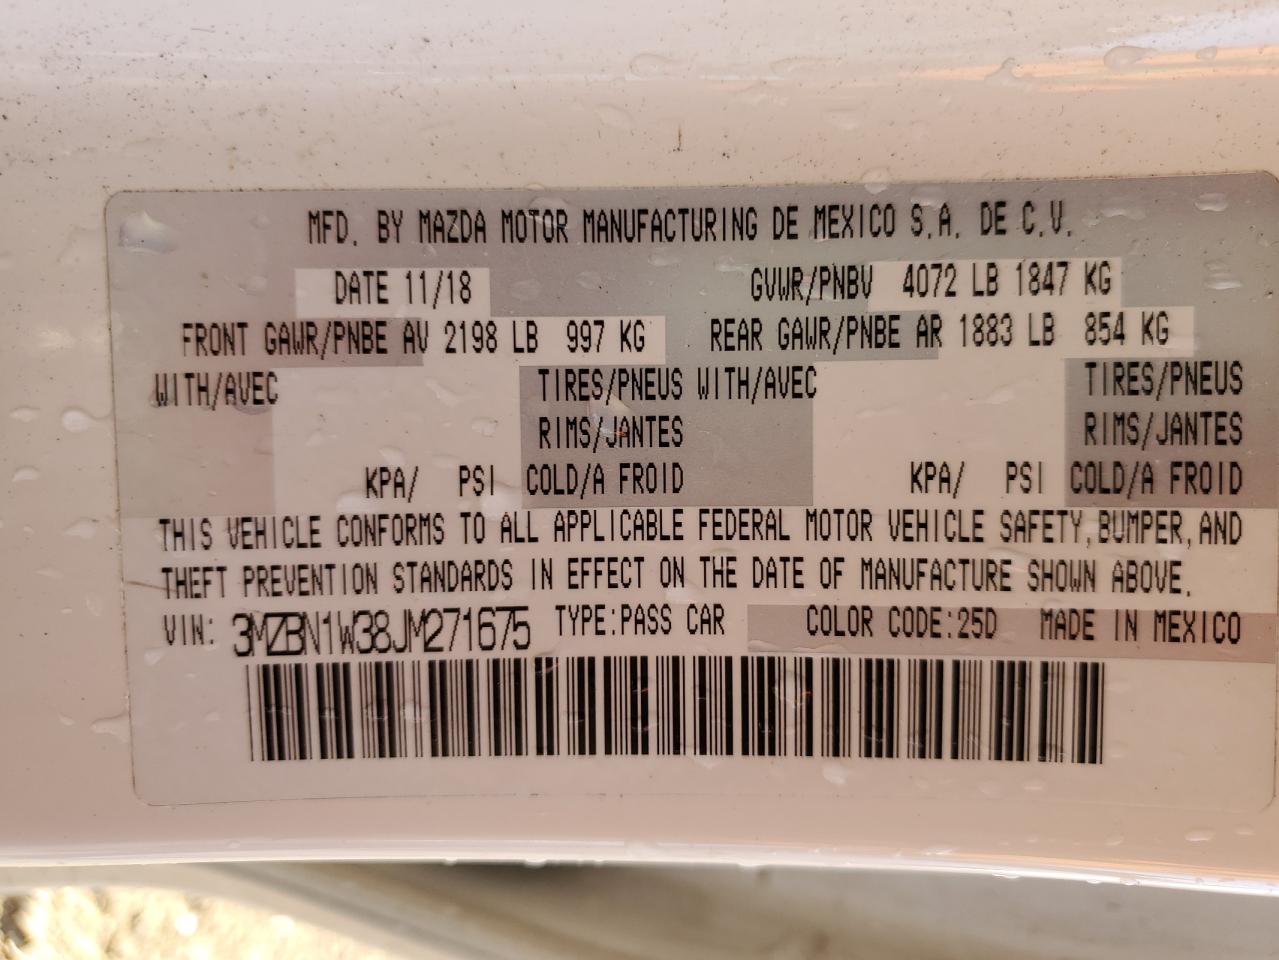 MFD. BY MAZDA MOTOR MANUFACTURING DE MEXICO S.A. DE C.V.
DATE 11/18 GVWR/PNBV 4072 LB 1847 KG
FRONT GAWR/PNBE AV 2198 LB 997 KG REAR GAWR/PNBE AR 1883 LB 854 KG
WITH/AVEC TIRES/PNEUS WITH/AVEC TIRES/PNEUS
RIMS/JANTES RIMS/JANTES
KPA/ PSI COLD/A FROID KPA/ PSI COLD/A FROID
THIS VEHICLE CONFORMS TO ALL APPLICABLE FEDERAL MOTOR VEHICLE SAFETY, BUMPER, AND
THEFT PREVENTION STANDARDS IN EFFECT ON THE DATE OF MANUFACTURE SHOWN ABOVE.
VIN: 3MZBN1W38JM271675 TYPE:PASS CAR COLOR CODE:25D MADE IN MEXICO